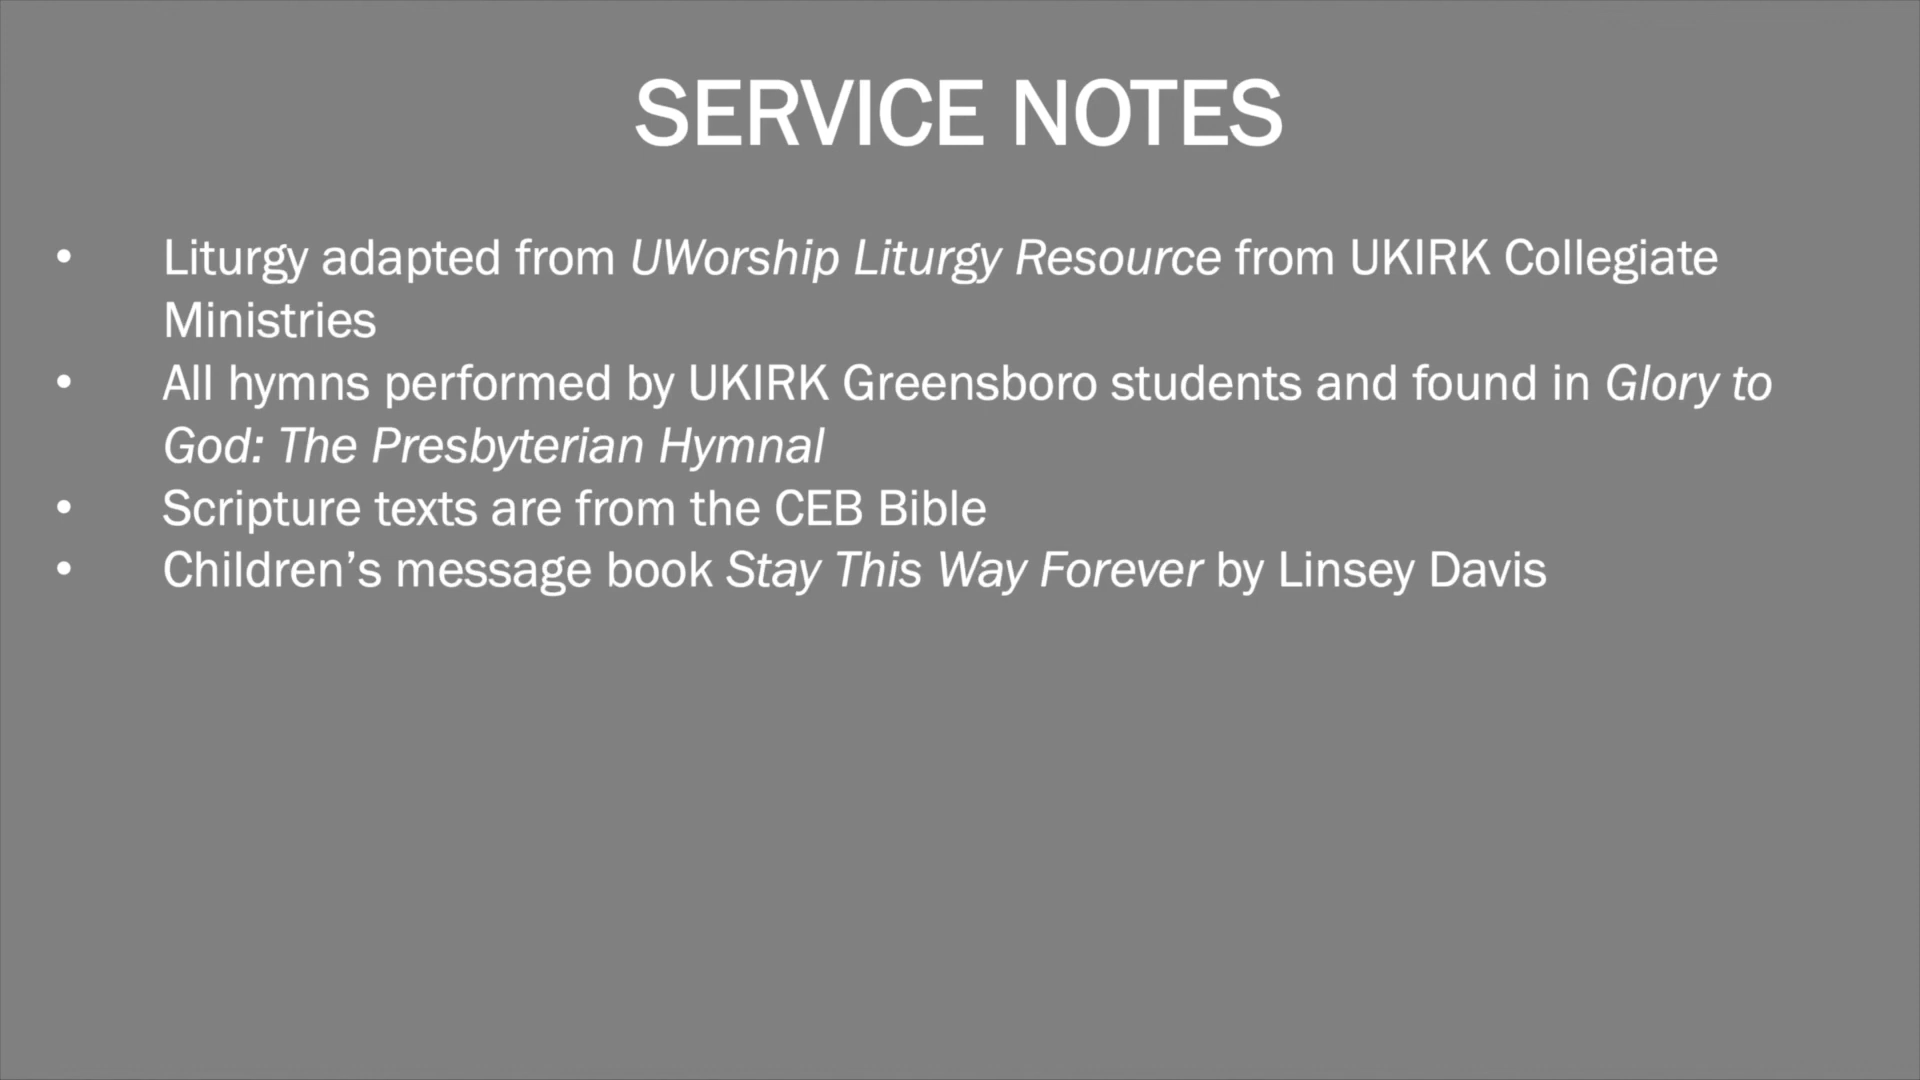 SERVICE NOTES
• Liturgy adapted from UWorship Liturgy Resource from UKIRK Collegiate
Ministries
• All hymns performed by UKIRK Greensboro students and found in Glory to
God: The Presbyterian Hymnal
• Scripture texts are from the CEB Bible
• Children’s message book Stay This Way Forever by Linsey Davis